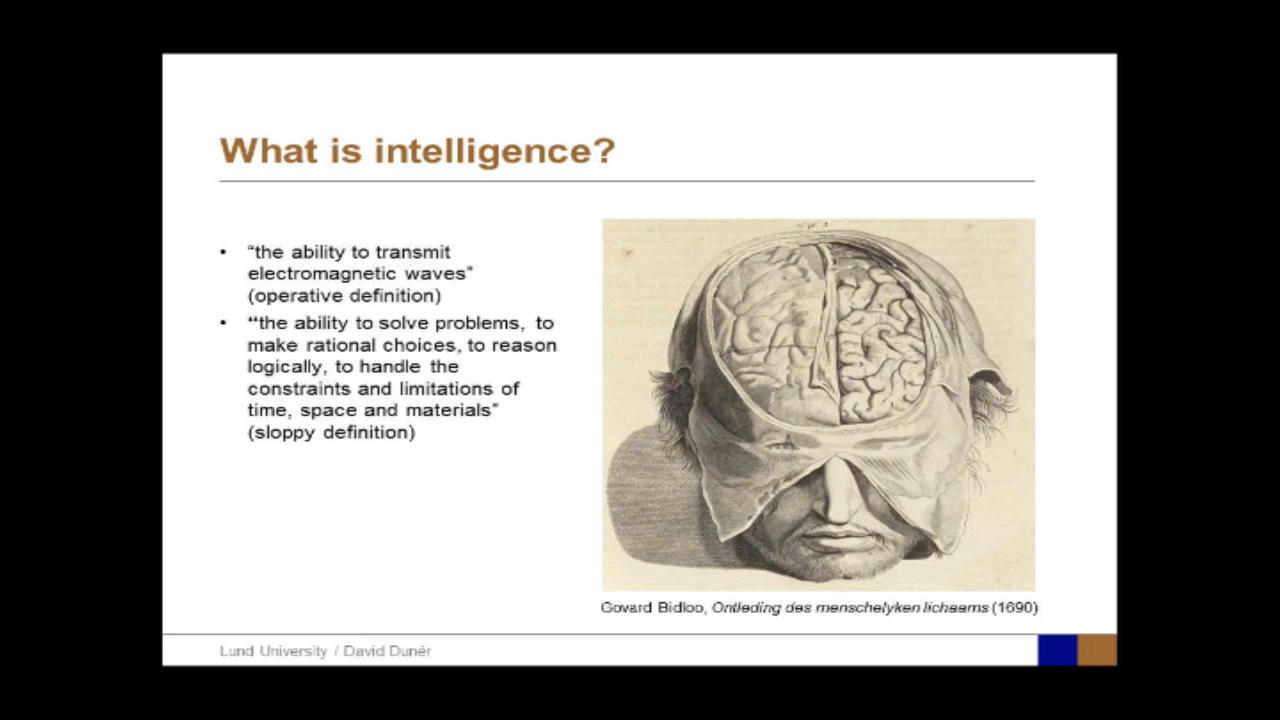 What is intelligence?
• “the ability to transmit
electromagnetic waves”
(operative definition)
• “the ability to solve problems, to
make rational choices, to reason
logically, to handle the
constraints and limitations of
time, space and materials”
(sloppy definition)
Govard Bidloo, Ontleding des menschelyken lichaems (1690)
Lund University / David Dunér